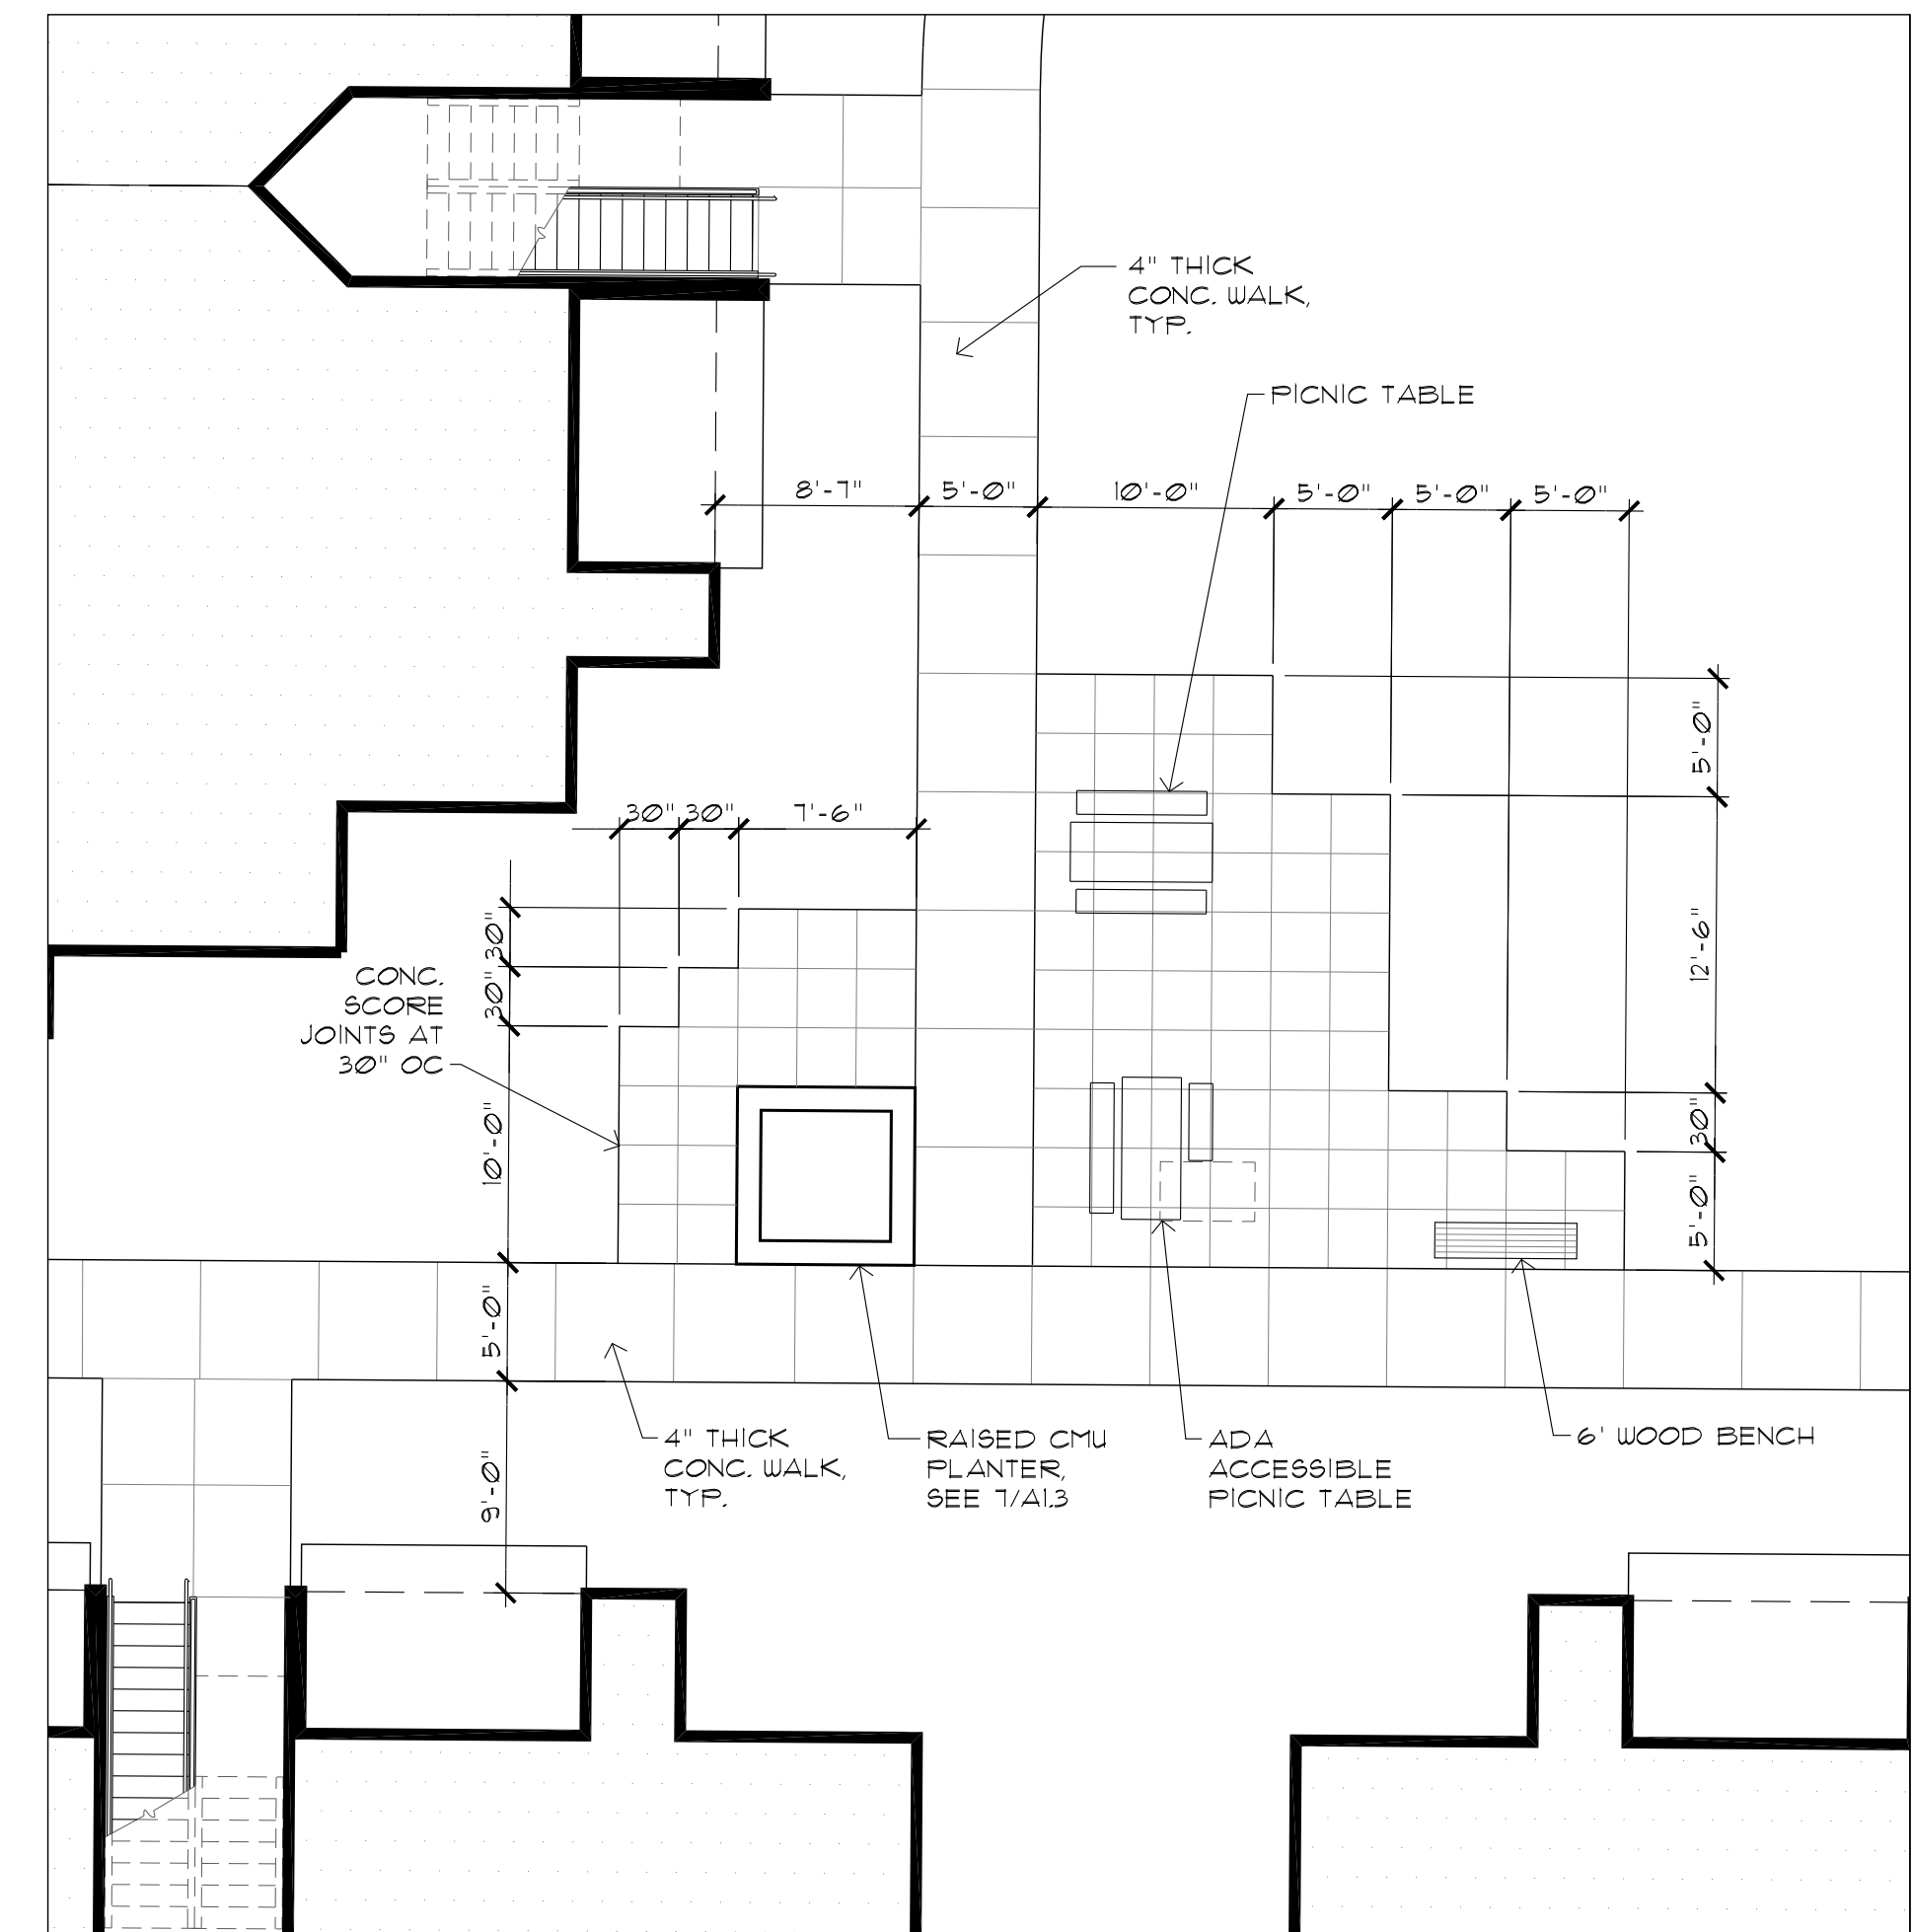 4" THICK
CONC. WALK,
TYP.
PICNIC TABLE
8'-7"
5'-0"
10'-0"
5'-0"
5'-0"
5'-0"
5'-0"
12'-6"
30"
5'-0"
30"
30"
7'-6"
30"
30"
10'-0"
5'-0"
9'-0"
CONC.
SCORE
JOINTS AT
30" OC
4" THICK
CONC. WALK,
TYP.
RAISED CMU
PLANTER,
SEE 7/A1.3
ADA
ACCESSIBLE
PICNIC TABLE
6' WOOD BENCH